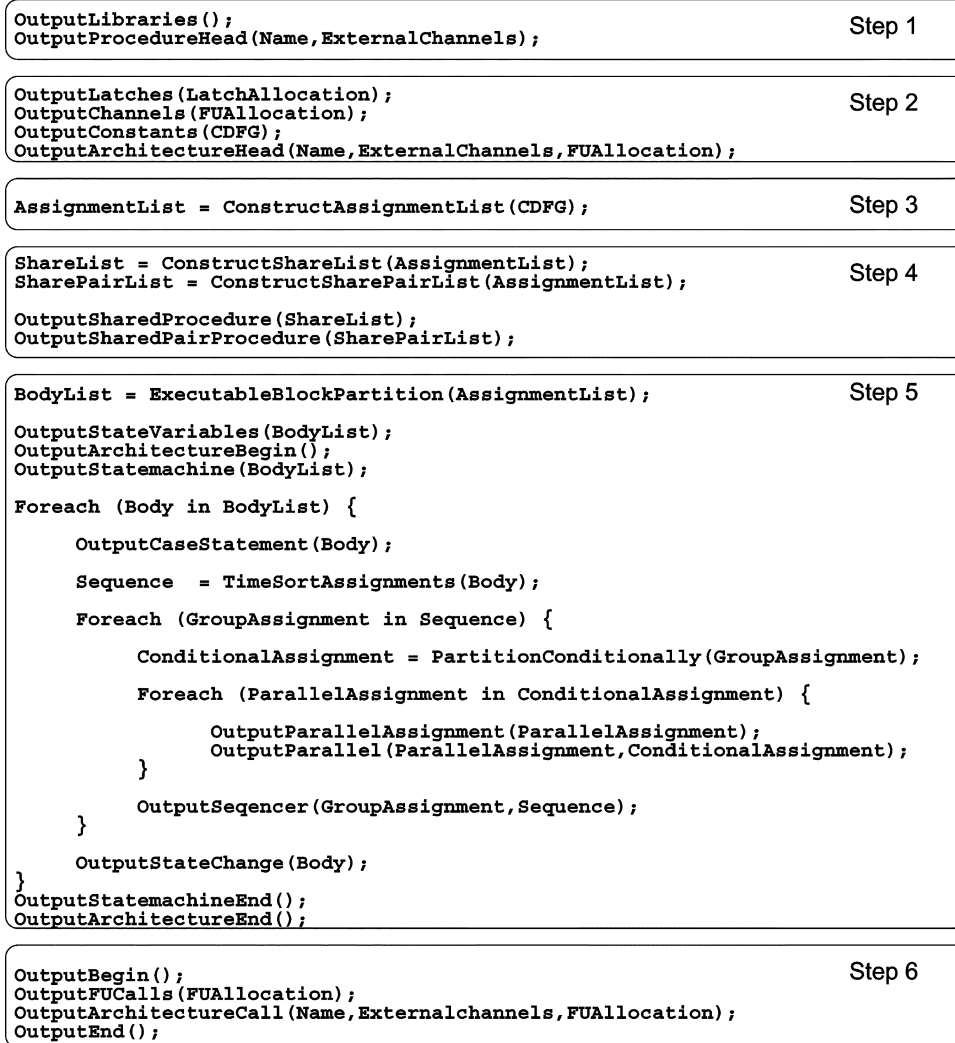 OutputLibraries(); Step 1
OutputProcedureHead(Name,ExternalChannels);
OutputLatches(LatchAllocation); Step 2
OutputChannels(FUAllocation);
OutputConstants(CDFG);
OutputArchitectureHead(Name,ExternalChannels,FUAllocation);
AssignmentList = ConstructAssignmentList(CDFG); Step 3
ShareList = ConstructShareList(AssignmentList); Step 4
SharePairList = ConstructSharePairList(AssignmentList);
OutputSharedProcedure(ShareList);
OutputSharedPairProcedure(SharePairList);
BodyList = ExecutableBlockPartition(AssignmentList); Step 5
OutputStateVariables(BodyList);
OutputArchitectureBegin();
OutputStatemachine(BodyList);
Foreach (Body in BodyList) {
OutputCaseStatement(Body);
Sequence  = TimeSortAssignments(Body);
Foreach (GroupAssignment in Sequence) {
ConditionalAssignment = PartitionConditionally(GroupAssignment);
Foreach (ParallelAssignment in ConditionalAssignment) {
OutputParallelAssignment(ParallelAssignment);
OutputParallel(ParallelAssignment,ConditionalAssignment);
}
OutputSeqencer(GroupAssignment,Sequence);
}
OutputStateChange(Body);
}
OutputStatemachineEnd();
OutputArchitectureEnd();
OutputBegin(); Step 6
OutputFUCalls(FUAllocation);
OutputArchitectureCall(Name,Externalchannels,FUAllocation);
OutputEnd();